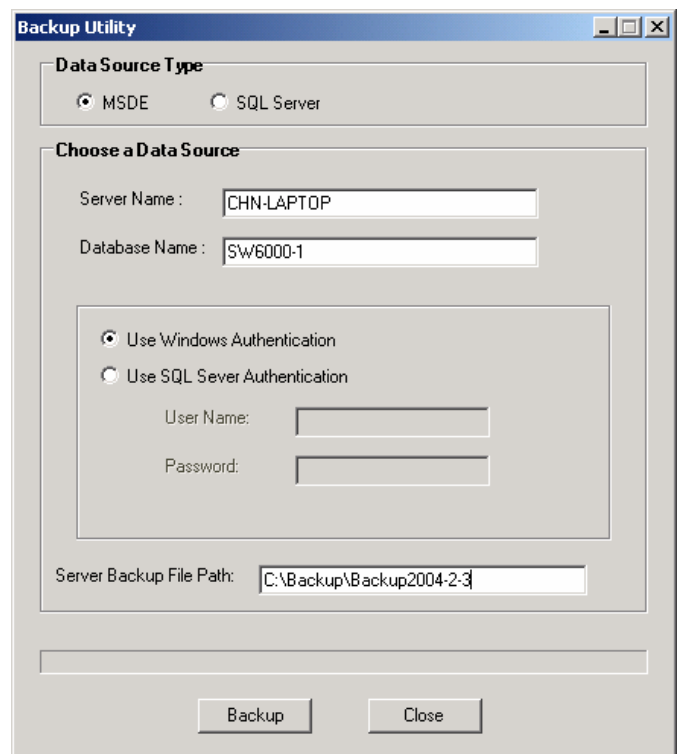 Backup Utility
Data Source Type
MSDE SQL Server
Choose a Data Source
Server Name : CHN-LAPTOP
Database Name : SW6000-1
Use Windows Authentication
Use SQL Sever Authentication
User Name:
Password:
Server Backup File Path: C:\Backup\Backup2004-2-3
Backup Close